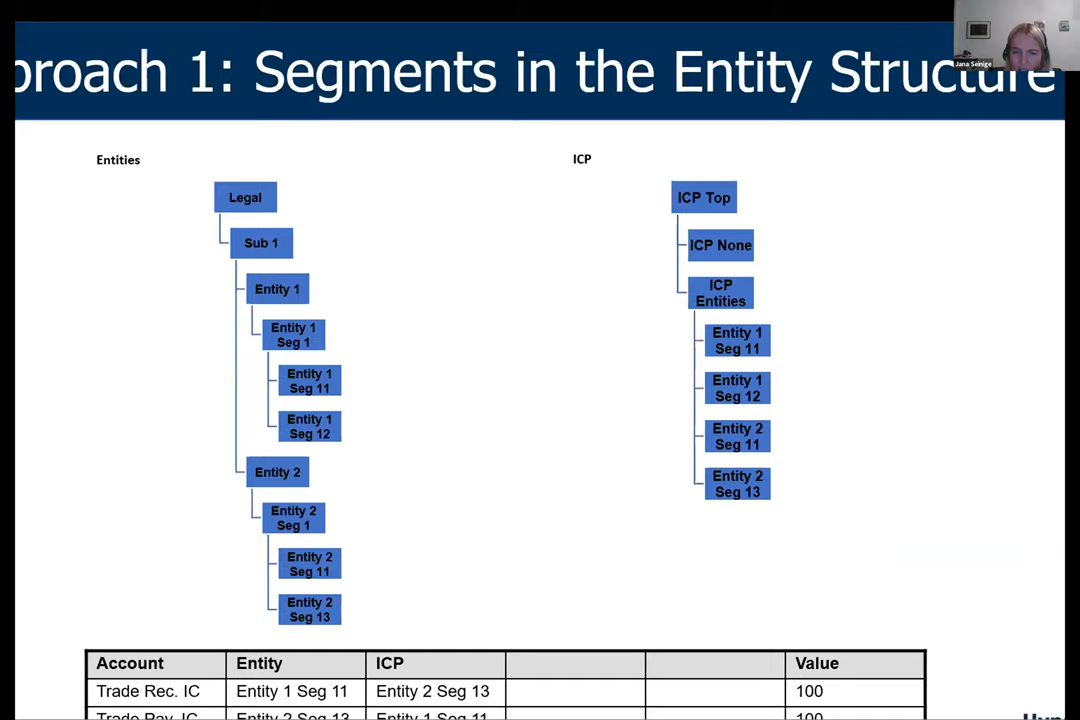 proach 1: Segments in the Entity Structure
Jana Seinige
Entities
ICP
Legal
Sub 1
Entity 1
Entity 1
Seg 1
Entity 1
Seg 11
Entity 1
Seg 12
Entity 2
Entity 2
Seg 1
Entity 2
Seg 11
Entity 2
Seg 13
ICP Top
ICP None
ICP
Entities
Entity 1
Seg 11
Entity 1
Seg 12
Entity 2
Seg 11
Entity 2
Seg 13
Account Entity ICP Value
Trade Rec. IC Entity 1 Seg 11 Entity 2 Seg 13 100
Trade Pay. IC Entity 2 Seg 13 Entity 1 Seg 11 100